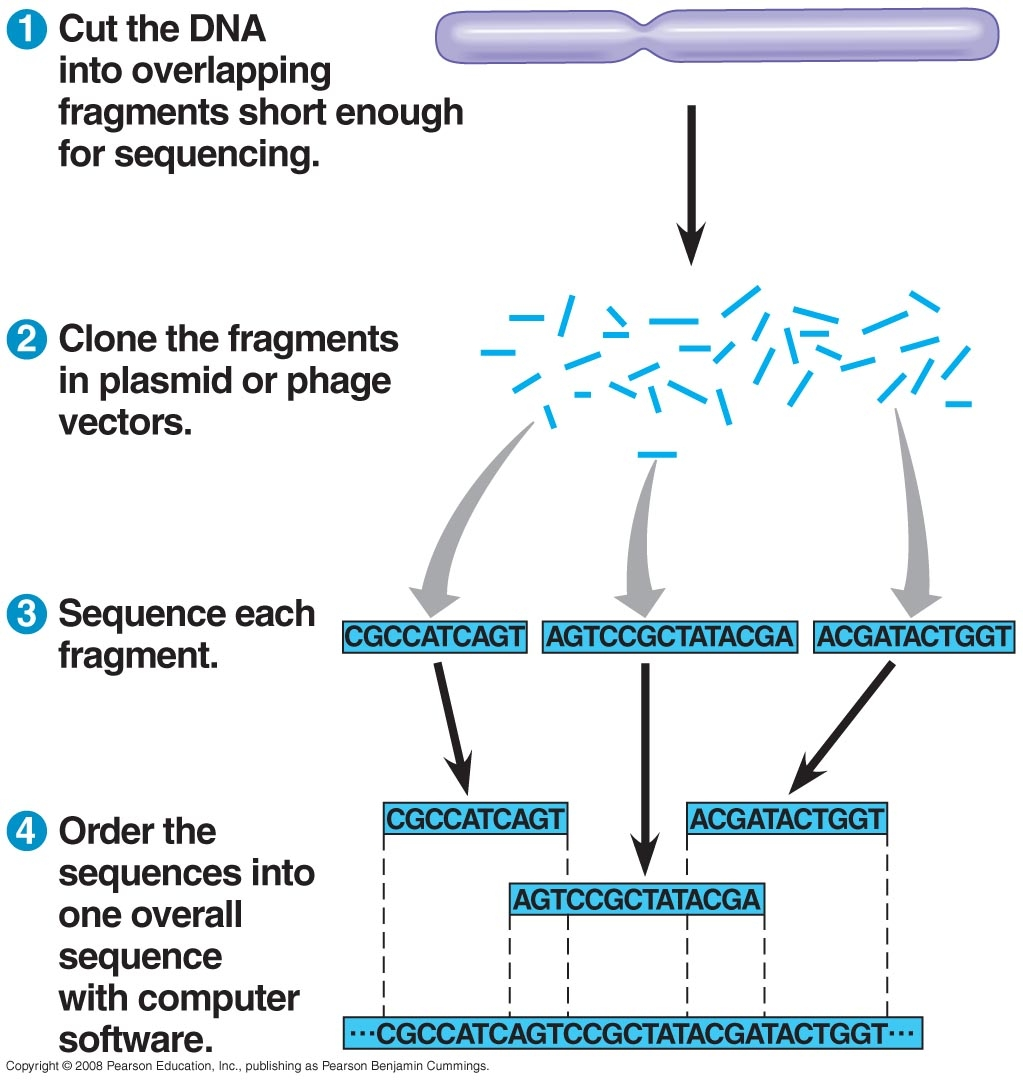 1 Cut the DNA
into overlapping
fragments short enough
for sequencing.
2 Clone the fragments
in plasmid or phage
vectors.
3 Sequence each
fragment.
CGCCATCAGT
AGTCCGCTATACGA
ACGATACTGGT
4 Order the
sequences into
one overall
sequence
with computer
software.
CGCCATCAGT
ACGATACTGGT
AGTCCGCTATACGA
···CGCCATCAGTCCGCTATACGATACTGGT···
Copyright © 2008 Pearson Education, Inc., publishing as Pearson Benjamin Cummings.